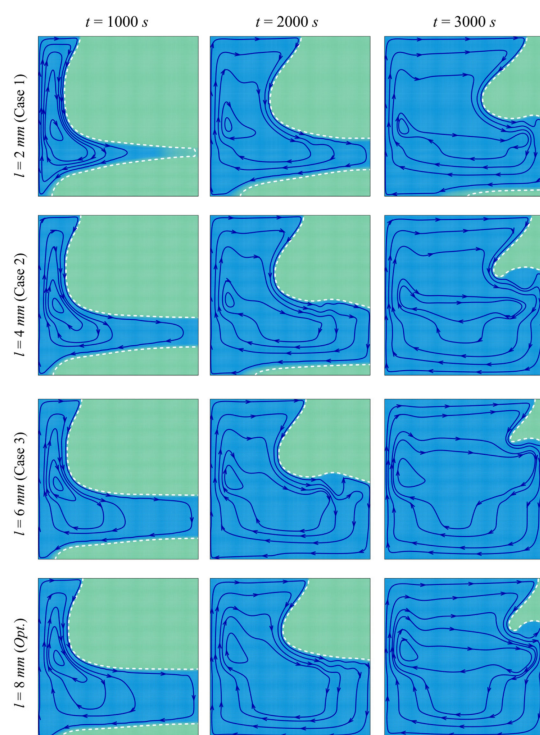 t = 1000 s
t = 2000 s
t = 3000 s
l = 2 mm (Case 1)
l = 4 mm (Case 2)
l = 6 mm (Case 3)
l = 8 mm (Opt.)